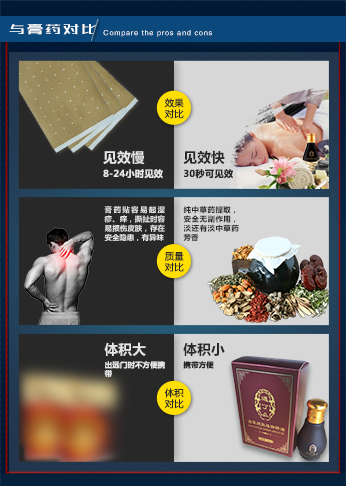 与膏药对比 Compare the pros and cons
效果
对比
见效慢
8-24小时见效
见效快
30秒可见效
膏药贴容易起湿
疹、痒，撕扯时容
易损伤皮肤，存在
安全隐患，有异味
质量
对比
纯中草药提取，
安全无副作用，
淡还有淡中草药
芳香
体积大
出远门时不方便携
带
体积
对比
体积小
携带方便